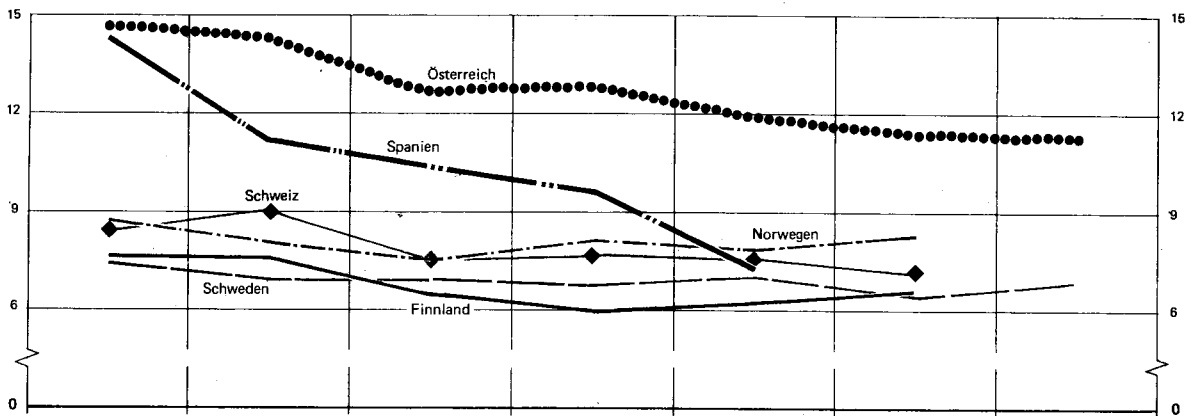 15 15
Österreich
12 12
Spanien
Schweiz
9 9
Norwegen
Schweden
Finnland
6 6
0 0